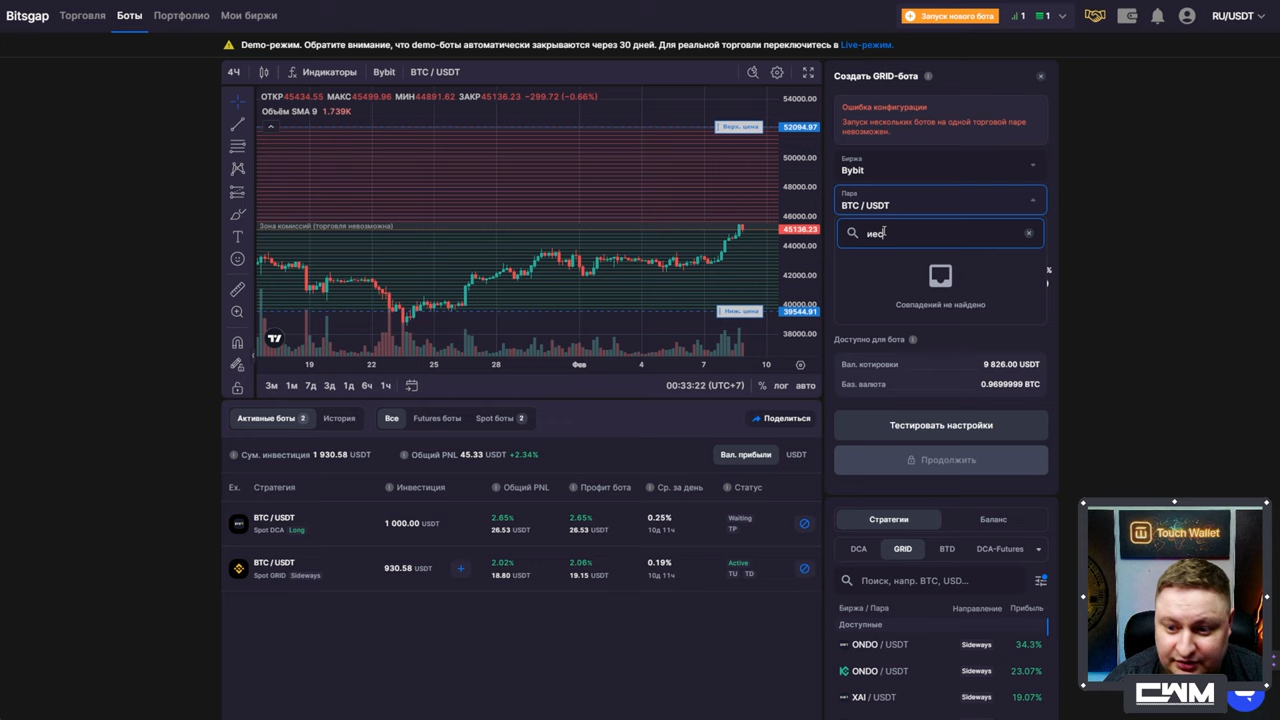 Bitsgap
Торговля
Боты
Портфолио
Мои биржи
Запуск нового бота
1
1
RU/USDT
Demo-режим. Обратите внимание, что demo-боты автоматически закрываются через 30 дней. Для реальной торговли переключитесь в Live-режим.
4Ч
Индикаторы
Bybit
BTC / USDT
ОТКР45434.55 МАКС45499.96 МИН44891.62 ЗАКР45136.23 −299.72 (−0.66%)
Объём SMA 9 1.739K
Верх. цена
Зона комиссий (торговля невозможна)
Ниж. цена
54000.00
52094.97
50000.00
48000.00
46000.00
45136.23
44000.00
42000.00
40000.00
39544.91
38000.00
19
22
25
28
Фев
4
7
10
3м 1м 7д 3д 1д 6ч 1ч
00:33:22 (UTC+7)
% лог авто
Активные боты 2
История
Все
Futures боты
Spot боты 2
Поделиться
Сум. инвестиция 1 930.58 USDT
Общий PNL 45.33 USDT +2.34%
Вал. прибыли
USDT
Ex. Стратегия Инвестиция Общий PNL Профит бота Ср. за день Статус
BTC / USDT
Spot DCA Long
1 000.00 USDT
2.65%
26.53 USDT
2.65%
26.53 USDT
0.25%
10д 11ч
Waiting
TP
BTC / USDT
Spot GRID Sideways
930.58 USDT
2.02%
18.80 USDT
2.06%
19.15 USDT
0.19%
10д 11ч
Active
TU TD
Создать GRID-бота
Ошибка конфигурации
Запуск нескольких ботов на одной торговой паре
невозможен.
Биржа
Bybit
Пара
BTC / USDT
иес
%
Совпадений не найдено
Доступно для бота
Вал. котировки 9 826.00 USDT
Баз. валюта 0.9699999 BTC
Тестировать настройки
Продолжить
Стратегии
Баланс
DCA
GRID
BTD
DCA-Futures
Поиск, напр. BTC, USD...
Биржа / Пара Направление Прибыль
Доступные
ONDO / USDT Sideways 34.3%
ONDO / USDT Sideways 23.07%
XAI / USDT Sideways 19.07%
Touch Wallet
CWM